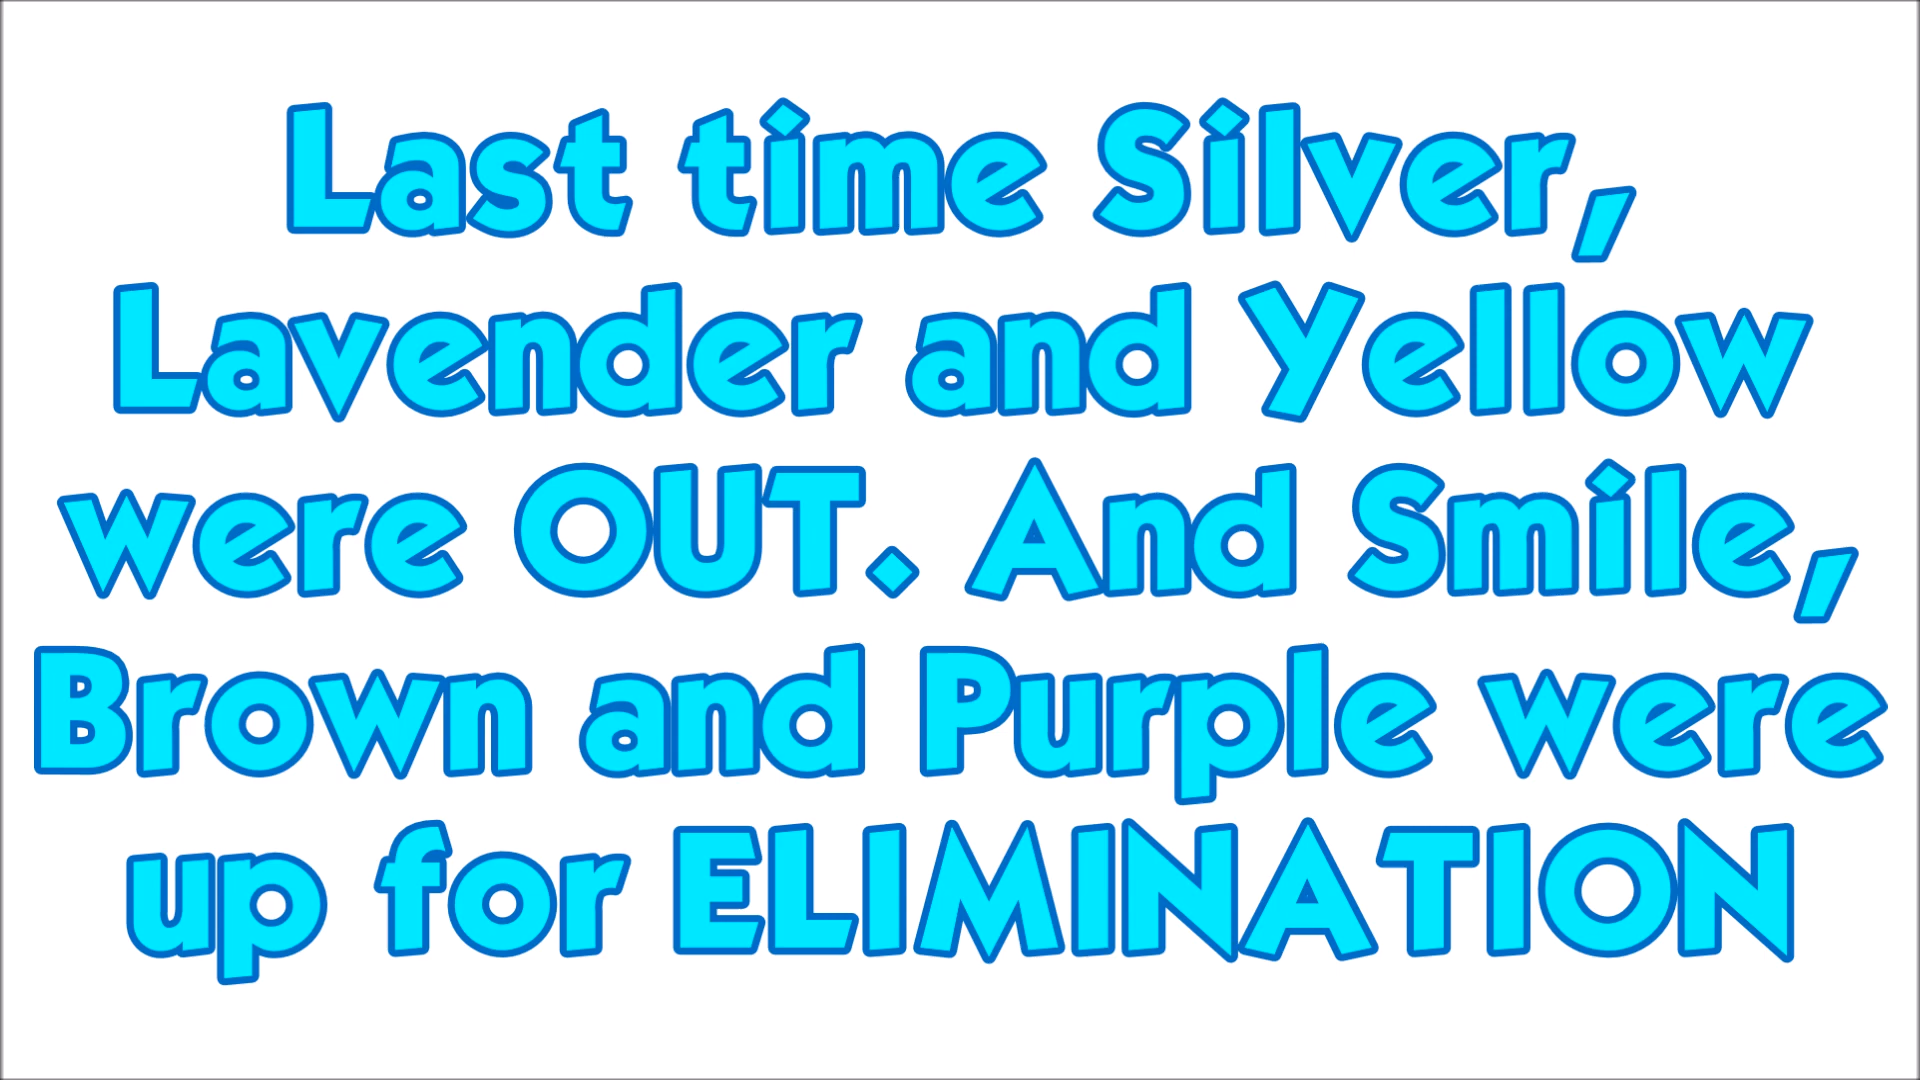 Last time Silver,
Lavender and Yellow
were OUT. And Smile,
Brown and Purple were
up for ELIMINATION